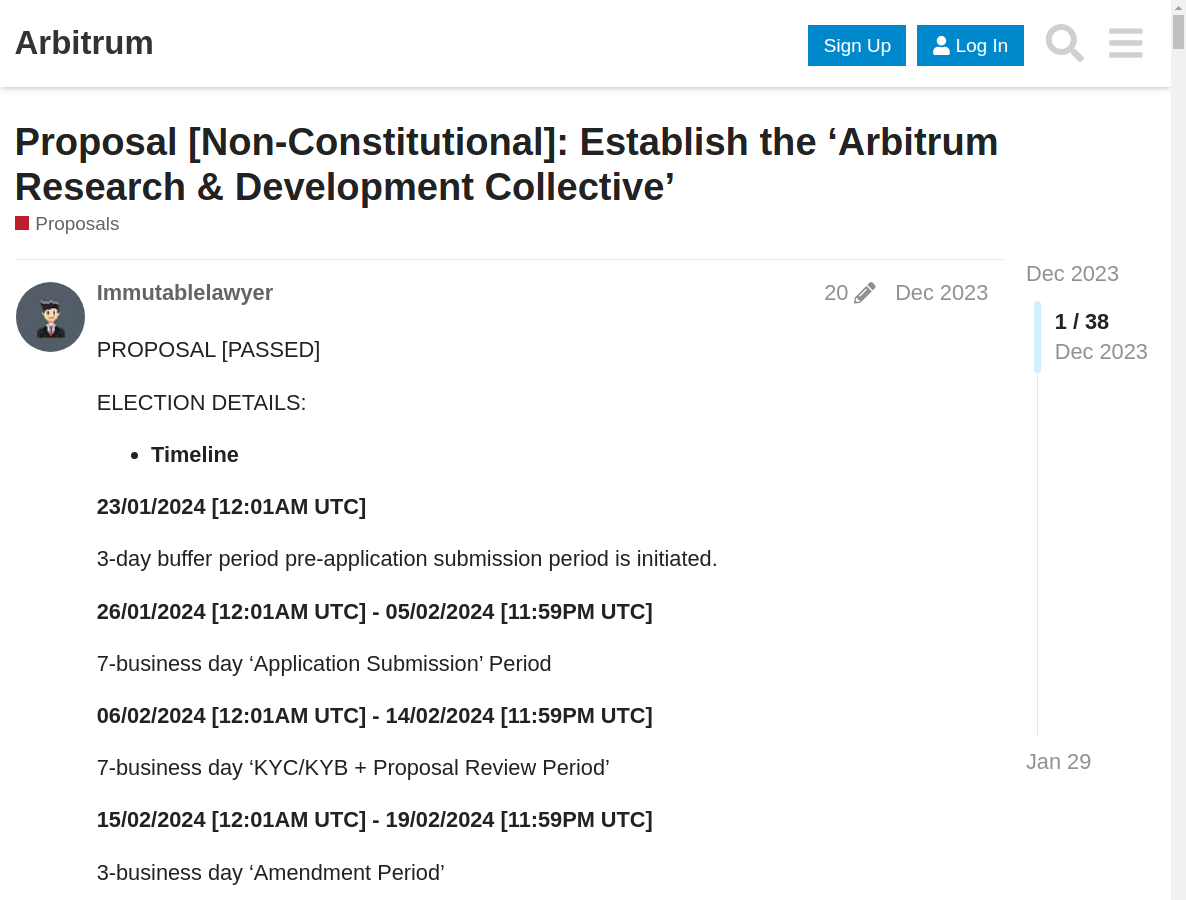 Arbitrum
Sign Up
Log In
Proposal [Non-Constitutional]: Establish the ‘Arbitrum
Research & Development Collective’
Proposals
Immutablelawyer
20
Dec 2023
PROPOSAL [PASSED]
ELECTION DETAILS:
• Timeline
23/01/2024 [12:01AM UTC]
3-day buffer period pre-application submission period is initiated.
26/01/2024 [12:01AM UTC] - 05/02/2024 [11:59PM UTC]
7-business day ‘Application Submission’ Period
06/02/2024 [12:01AM UTC] - 14/02/2024 [11:59PM UTC]
7-business day ‘KYC/KYB + Proposal Review Period’
15/02/2024 [12:01AM UTC] - 19/02/2024 [11:59PM UTC]
3-business day ‘Amendment Period’
Dec 2023
1 / 38
Dec 2023
Jan 29